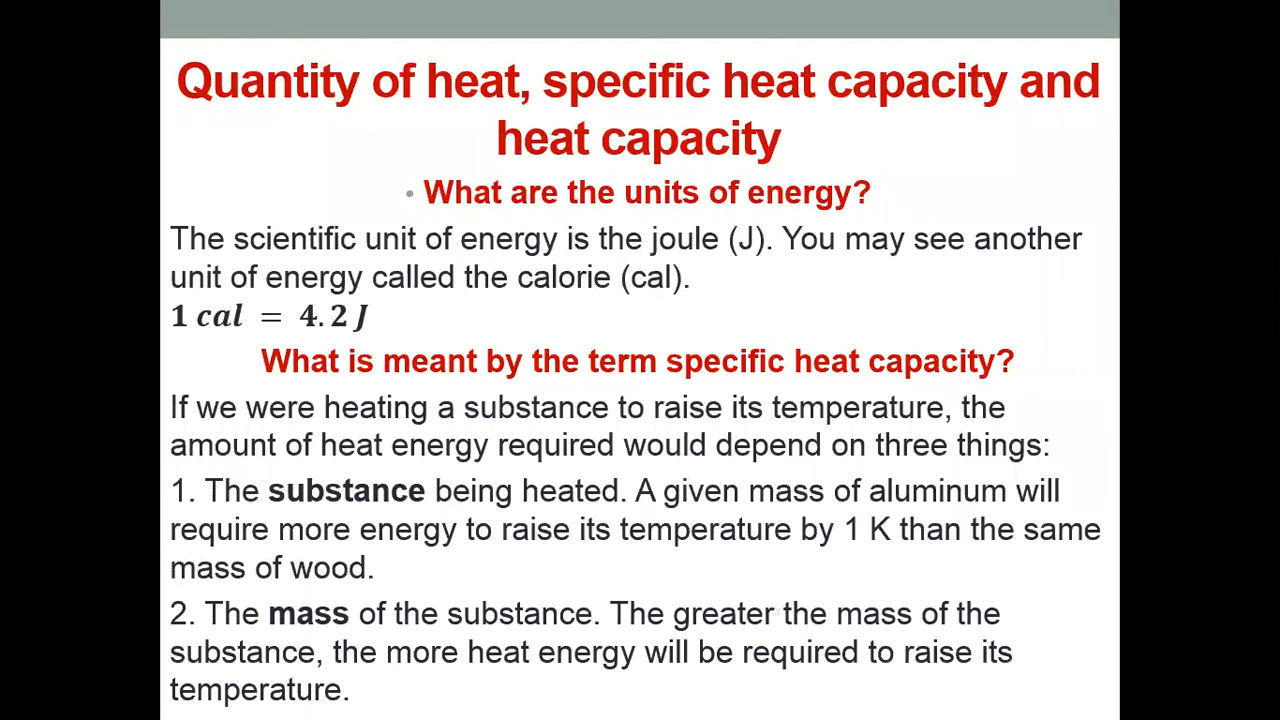 Quantity of heat, specific heat capacity and
heat capacity
• What are the units of energy?
The scientific unit of energy is the joule (J). You may see another
unit of energy called the calorie (cal).
1 cal = 4.2 J
What is meant by the term specific heat capacity?
If we were heating a substance to raise its temperature, the
amount of heat energy required would depend on three things:
1. The substance being heated. A given mass of aluminum will
require more energy to raise its temperature by 1 K than the same
mass of wood.
2. The mass of the substance. The greater the mass of the
substance, the more heat energy will be required to raise its
temperature.